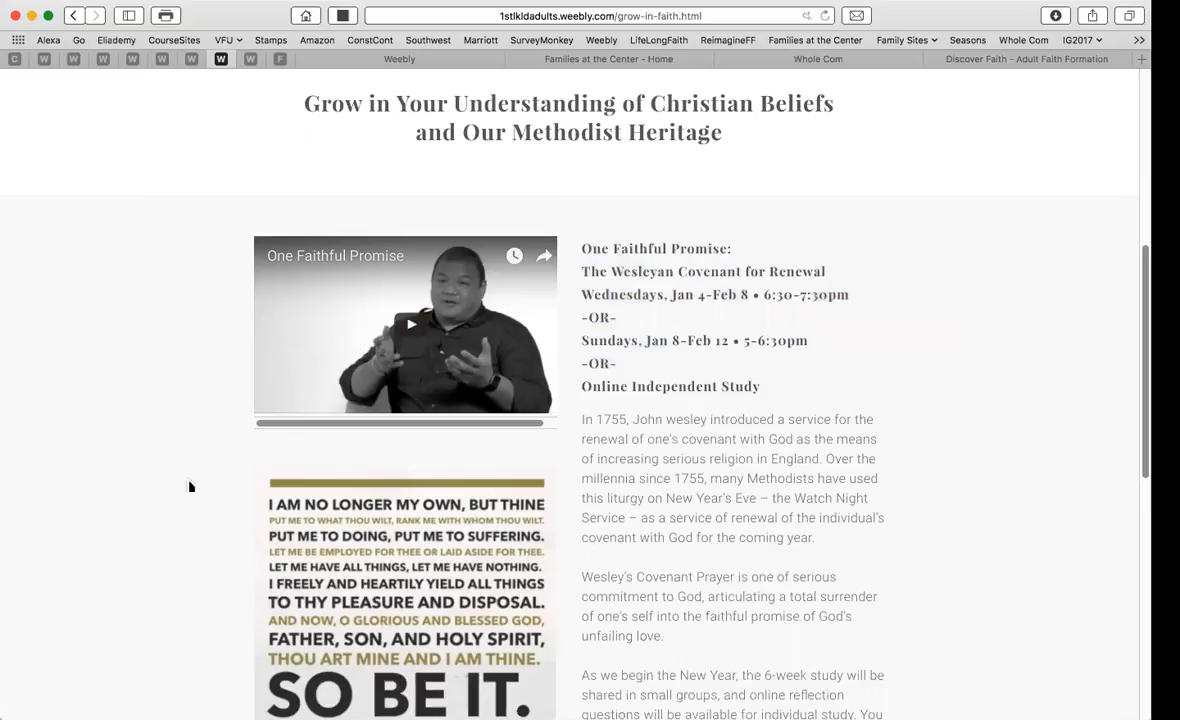 1stlkldadults.weebly.com/grow-in-faith.html
Alexa Go Eliademy CourseSites VFU Stamps Amazon ConstCont Southwest Marriott SurveyMonkey Weebly LifeLongFaith ReimagineFF Families at the Center Family Sites Seasons Whole Com IG2017 >>
C W W W W W W W W F Weebly Families at the Center - Home Whole Com Discover Faith - Adult Faith Formation +
Grow in Your Understanding of Christian Beliefs
and Our Methodist Heritage
One Faithful Promise
One Faithful Promise:
The Wesleyan Covenant for Renewal
Wednesdays, Jan 4-Feb 8 • 6:30-7:30pm
-OR-
Sundays, Jan 8-Feb 12 • 5-6:30pm
-OR-
Online Independent Study
In 1755, John wesley introduced a service for the
renewal of one's covenant with God as the means
of increasing serious religion in England. Over the
millennia since 1755, many Methodists have used
this liturgy on New Year's Eve – the Watch Night
Service – as a service of renewal of the individual's
covenant with God for the coming year.
Wesley's Covenant Prayer is one of serious
commitment to God, articulating a total surrender
of one's self into the faithful promise of God's
unfailing love.
As we begin the New Year, the 6-week study will be
shared in small groups, and online reflection
questions will be available for individual study. You
I AM NO LONGER MY OWN, BUT THINE
PUT ME TO WHAT THOU WILT, RANK ME WITH WHOM THOU WILT.
PUT ME TO DOING, PUT ME TO SUFFERING.
LET ME BE EMPLOYED FOR THEE OR LAID ASIDE FOR THEE.
LET ME HAVE ALL THINGS, LET ME HAVE NOTHING.
I FREELY AND HEARTILY YIELD ALL THINGS
TO THY PLEASURE AND DISPOSAL.
AND NOW, O GLORIOUS AND BLESSED GOD,
FATHER, SON, AND HOLY SPIRIT,
THOU ART MINE AND I AM THINE.
SO BE IT.